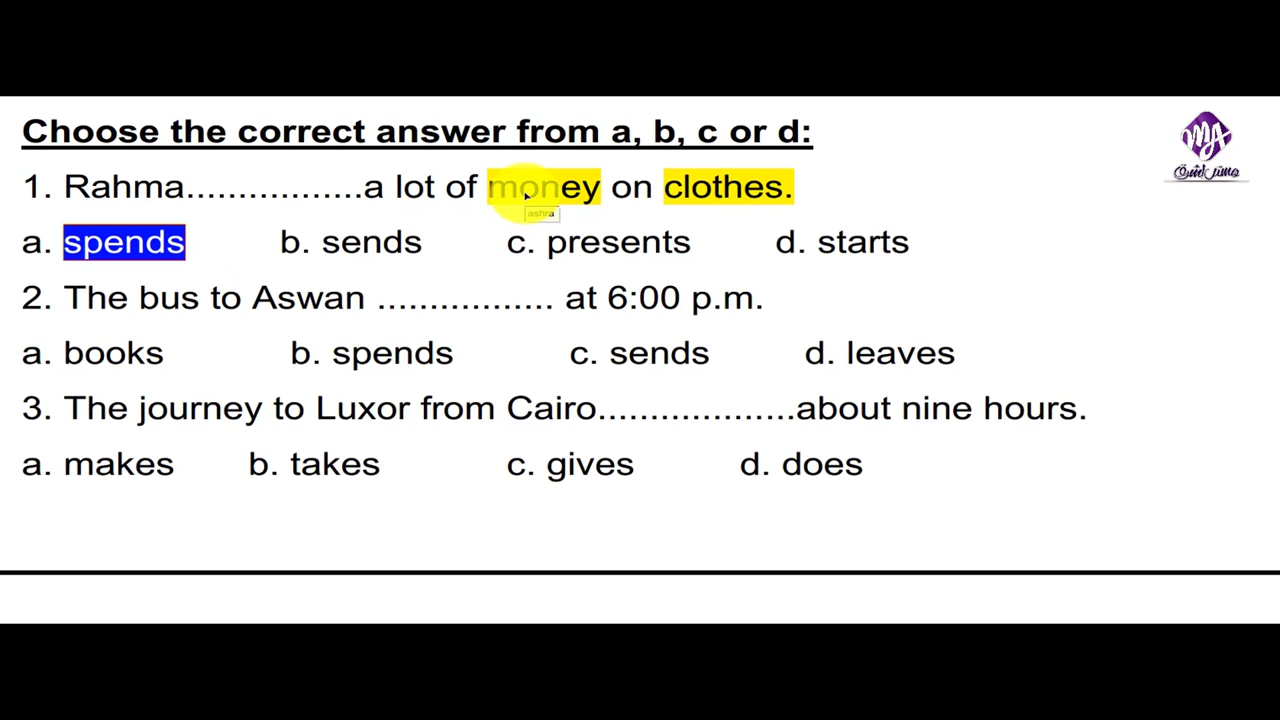 Choose the correct answer from a, b, c or d:
MA
1. Rahma.................a lot of money on clothes.
ashra
a. spends b. sends c. presents d. starts
2. The bus to Aswan ................. at 6:00 p.m.
a. books b. spends c. sends d. leaves
3. The journey to Luxor from Cairo...................about nine hours.
a. makes b. takes c. gives d. does